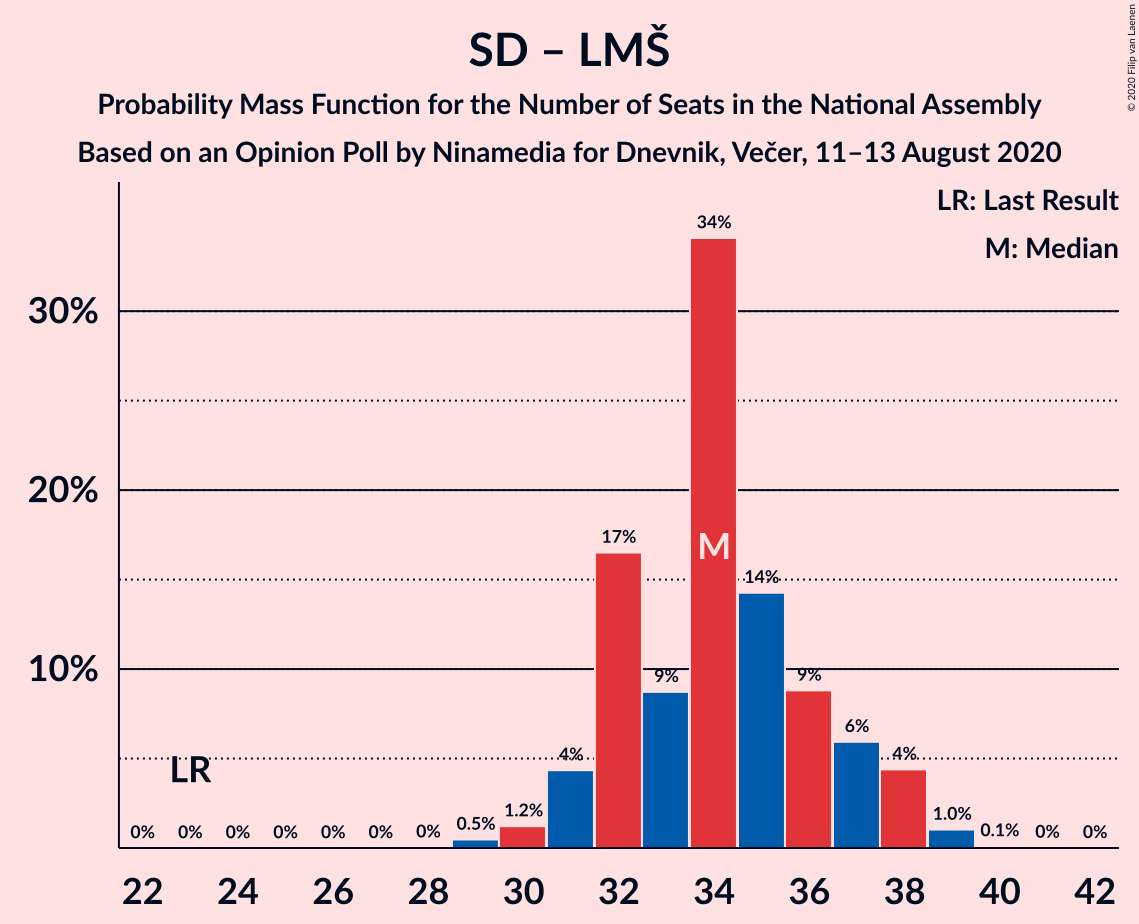 SD – LMŠ
Probability Mass Function for the Number of Seats in the National Assembly
Based on an Opinion Poll by Ninamedia for Dnevnik, Večer, 11–13 August 2020
© 2020 Filip van Laenen
LR: Last Result
M: Median
34%
30%
20%
17%
M
14%
10%
9%
9%
6%
4%
4%
LR
1.2%
1.0%
0.5%
0.1%
0% 0% 0% 0% 0% 0% 0% 0% 0%
22 24 26 28 30 32 34 36 38 40 42